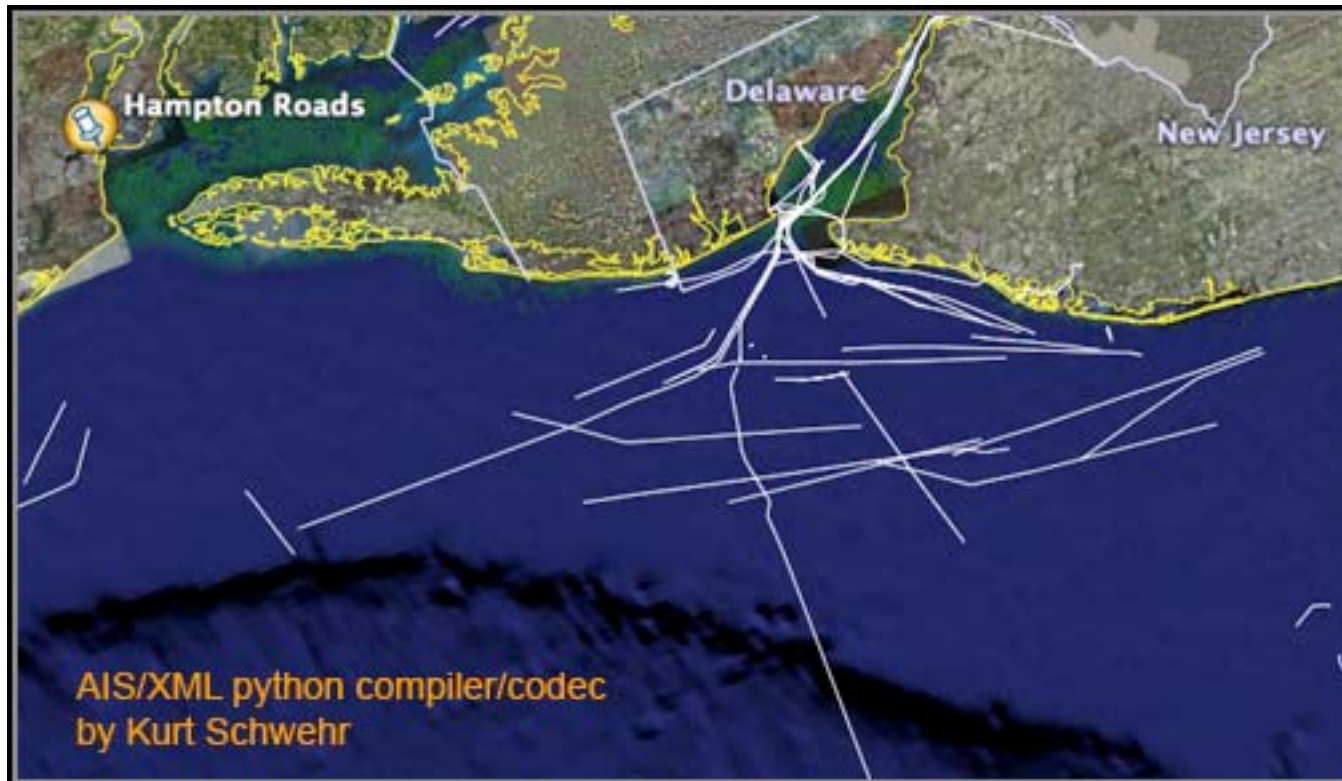 Hampton Roads
Delaware
New Jersey
AIS/XML python compiler/codec
by Kurt Schwehr